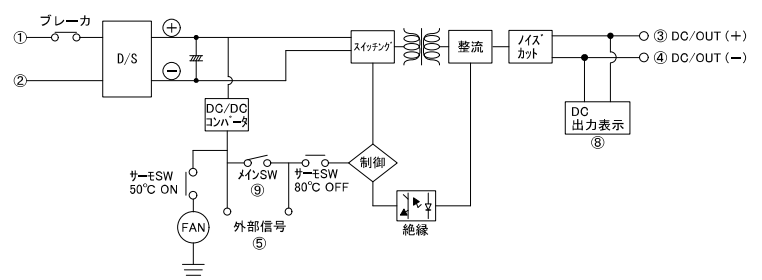 ブレーカ
①
②
D/S
+
−
スイッチング
整流
ノイズ
カット
③ DC/OUT (+)
④ DC/OUT (−)
DC
出力表示
⑧
DC/DC
コンバータ
サーモSW
50℃ ON
メインSW
⑨
サーモSW
80℃ OFF
制御
FAN
外部信号
⑤
絶縁